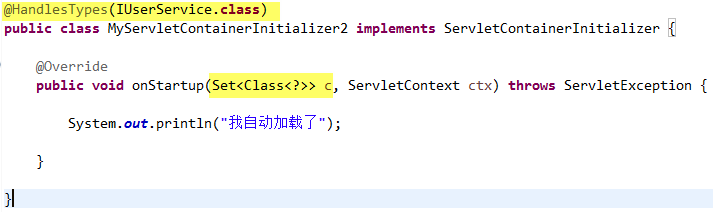 @HandlesTypes(IUserService.class)
public class MyServletContainerInitializer2 implements ServletContainerInitializer {
@Override
public void onStartup(Set<Class<?>> c, ServletContext ctx) throws ServletException {
System.out.println("我自动加载了");
}
}